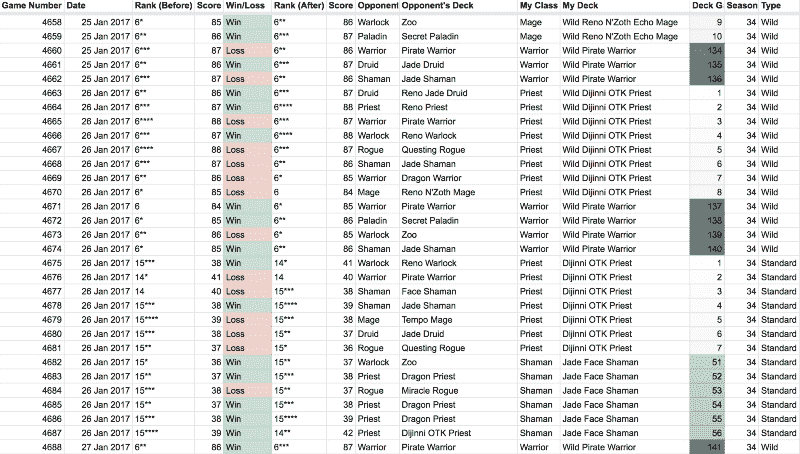 Game Number Date Rank (Before) Score Win/Loss Rank (After) Score Opponent Opponent's Deck My Class My Deck Deck G Season Type
4658 25 Jan 2017 6* 85 Win 6** 86 Warlock Zoo Mage Wild Reno N'Zoth Echo Mage 9 34 Wild
4659 25 Jan 2017 6** 86 Win 6*** 87 Paladin Secret Paladin Mage Wild Reno N'Zoth Echo Mage 10 34 Wild
4660 25 Jan 2017 6*** 87 Loss 6** 86 Warrior Pirate Warrior Warrior Wild Pirate Warrior 134 34 Wild
4661 25 Jan 2017 6** 86 Win 6*** 87 Druid Jade Druid Warrior Wild Pirate Warrior 135 34 Wild
4662 25 Jan 2017 6*** 87 Loss 6** 86 Shaman Jade Shaman Warrior Wild Pirate Warrior 136 34 Wild
4663 26 Jan 2017 6** 86 Win 6*** 87 Druid Reno Jade Druid Priest Wild Dijinni OTK Priest 1 34 Wild
4664 26 Jan 2017 6*** 87 Win 6**** 88 Priest Reno Priest Priest Wild Dijinni OTK Priest 2 34 Wild
4665 26 Jan 2017 6**** 88 Loss 6*** 87 Warrior Pirate Warrior Priest Wild Dijinni OTK Priest 3 34 Wild
4666 26 Jan 2017 6*** 87 Win 6**** 88 Warlock Reno Warlock Priest Wild Dijinni OTK Priest 4 34 Wild
4667 26 Jan 2017 6**** 88 Loss 6*** 87 Rogue Questing Rogue Priest Wild Dijinni OTK Priest 5 34 Wild
4668 26 Jan 2017 6*** 87 Loss 6** 86 Shaman Jade Shaman Priest Wild Dijinni OTK Priest 6 34 Wild
4669 26 Jan 2017 6** 86 Loss 6* 85 Warrior Dragon Warrior Priest Wild Dijinni OTK Priest 7 34 Wild
4670 26 Jan 2017 6* 85 Loss 6 84 Mage Reno N'Zoth Mage Priest Wild Dijinni OTK Priest 8 34 Wild
4671 26 Jan 2017 6 84 Win 6* 85 Warrior Pirate Warrior Warrior Wild Pirate Warrior 137 34 Wild
4672 26 Jan 2017 6* 85 Win 6** 86 Paladin Secret Paladin Warrior Wild Pirate Warrior 138 34 Wild
4673 26 Jan 2017 6** 86 Loss 6* 85 Warlock Zoo Warrior Wild Pirate Warrior 139 34 Wild
4674 26 Jan 2017 6* 85 Win 6** 86 Shaman Jade Shaman Warrior Wild Pirate Warrior 140 34 Wild
4675 26 Jan 2017 15*** 38 Win 14* 41 Warlock Reno Warlock Priest Dijinni OTK Priest 1 34 Standard
4676 26 Jan 2017 14* 41 Loss 14 40 Warrior Pirate Warrior Priest Dijinni OTK Priest 2 34 Standard
4677 26 Jan 2017 14 40 Loss 15*** 38 Shaman Face Shaman Priest Dijinni OTK Priest 3 34 Standard
4678 26 Jan 2017 15*** 38 Win 15**** 39 Shaman Jade Shaman Priest Dijinni OTK Priest 4 34 Standard
4679 26 Jan 2017 15**** 39 Loss 15*** 38 Mage Tempo Mage Priest Dijinni OTK Priest 5 34 Standard
4680 26 Jan 2017 15*** 38 Loss 15** 37 Druid Jade Druid Priest Dijinni OTK Priest 6 34 Standard
4681 26 Jan 2017 15** 37 Loss 15* 36 Rogue Questing Rogue Priest Dijinni OTK Priest 7 34 Standard
4682 26 Jan 2017 15* 36 Win 15** 37 Warlock Zoo Shaman Jade Face Shaman 51 34 Standard
4683 26 Jan 2017 15** 37 Win 15*** 38 Priest Dragon Priest Shaman Jade Face Shaman 52 34 Standard
4684 26 Jan 2017 15*** 38 Loss 15** 37 Rogue Miracle Rogue Shaman Jade Face Shaman 53 34 Standard
4685 26 Jan 2017 15** 37 Win 15*** 38 Priest Dragon Priest Shaman Jade Face Shaman 54 34 Standard
4686 26 Jan 2017 15*** 38 Win 15**** 39 Priest Dragon Priest Shaman Jade Face Shaman 55 34 Standard
4687 26 Jan 2017 15**** 39 Win 14** 42 Priest Dijinni OTK Priest Shaman Jade Face Shaman 56 34 Standard
4688 27 Jan 2017 6** 86 Win 6*** 87 Warrior Pirate Warrior Warrior Wild Pirate Warrior 141 34 Wild